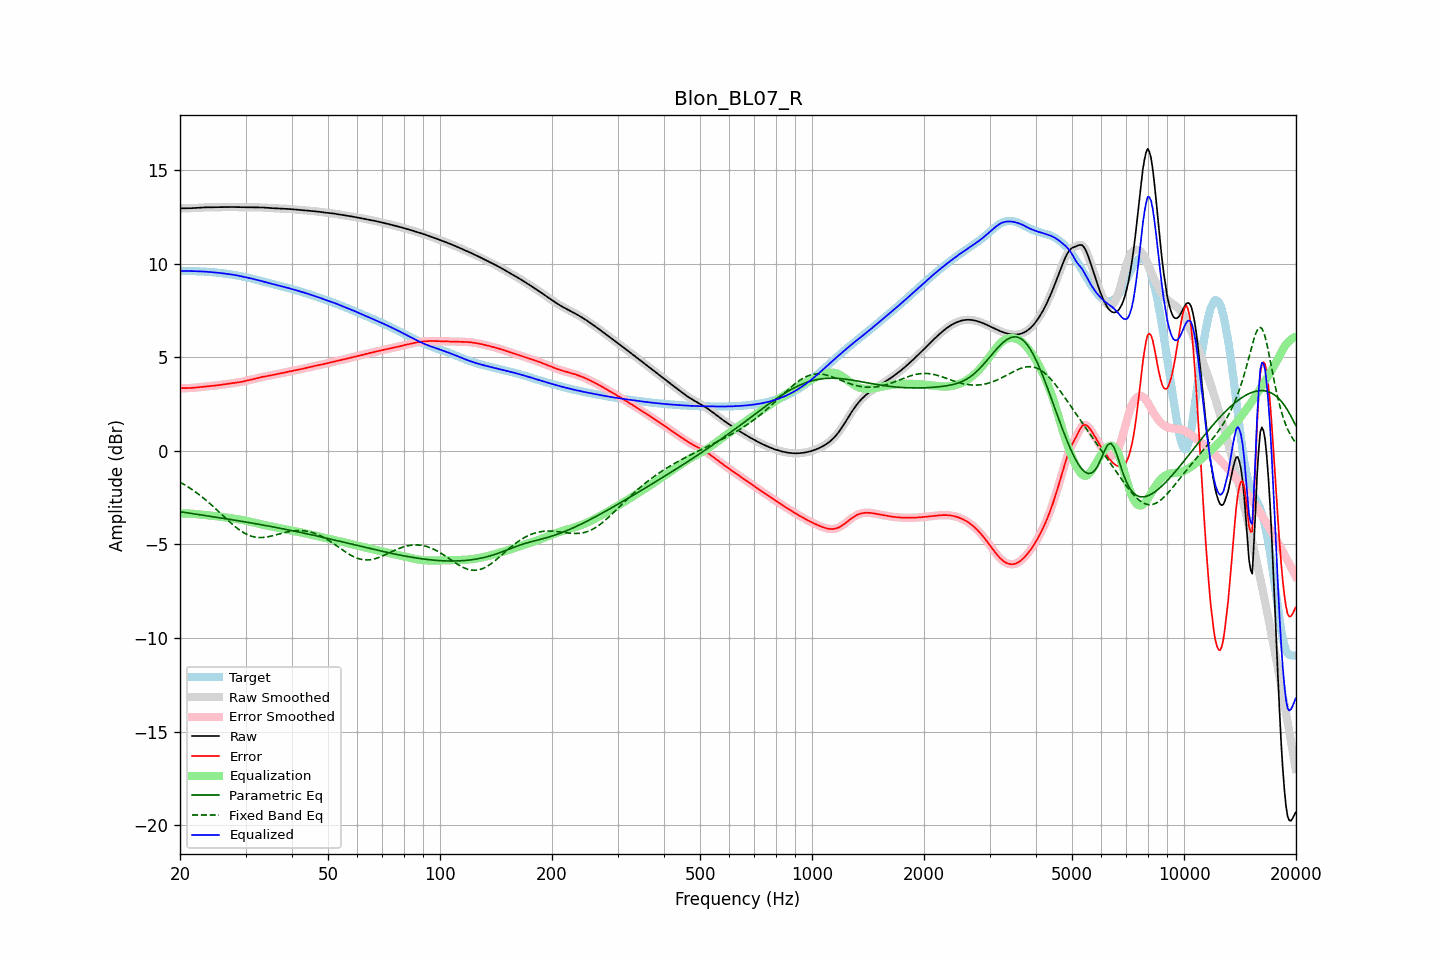 Blon_BL07_R
Amplitude (dBr)
15
10
5
0
−5
−10
−15
−20
Target
Raw Smoothed
Error Smoothed
Raw
Error
Equalization
Parametric Eq
Fixed Band Eq
Equalized
20 50 100 200 500 1000 2000 5000 10000 20000
Frequency (Hz)